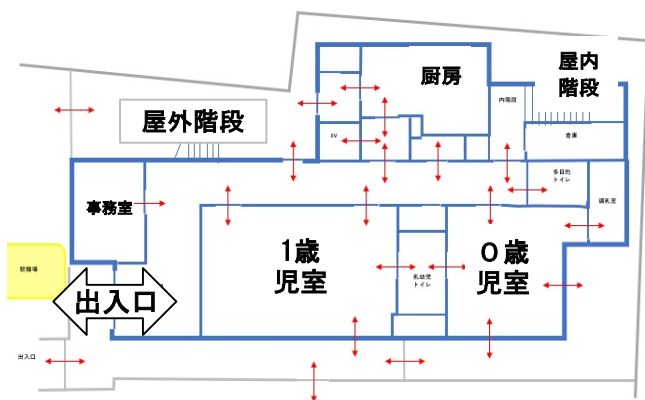 厨房
屋内
階段
内階段
屋外階段
EV
倉庫
多目的
トイレ
調乳室
事務室
1歳
児室
0歳
児室
乳幼児
トイレ
駐輪場
出入口
出入口